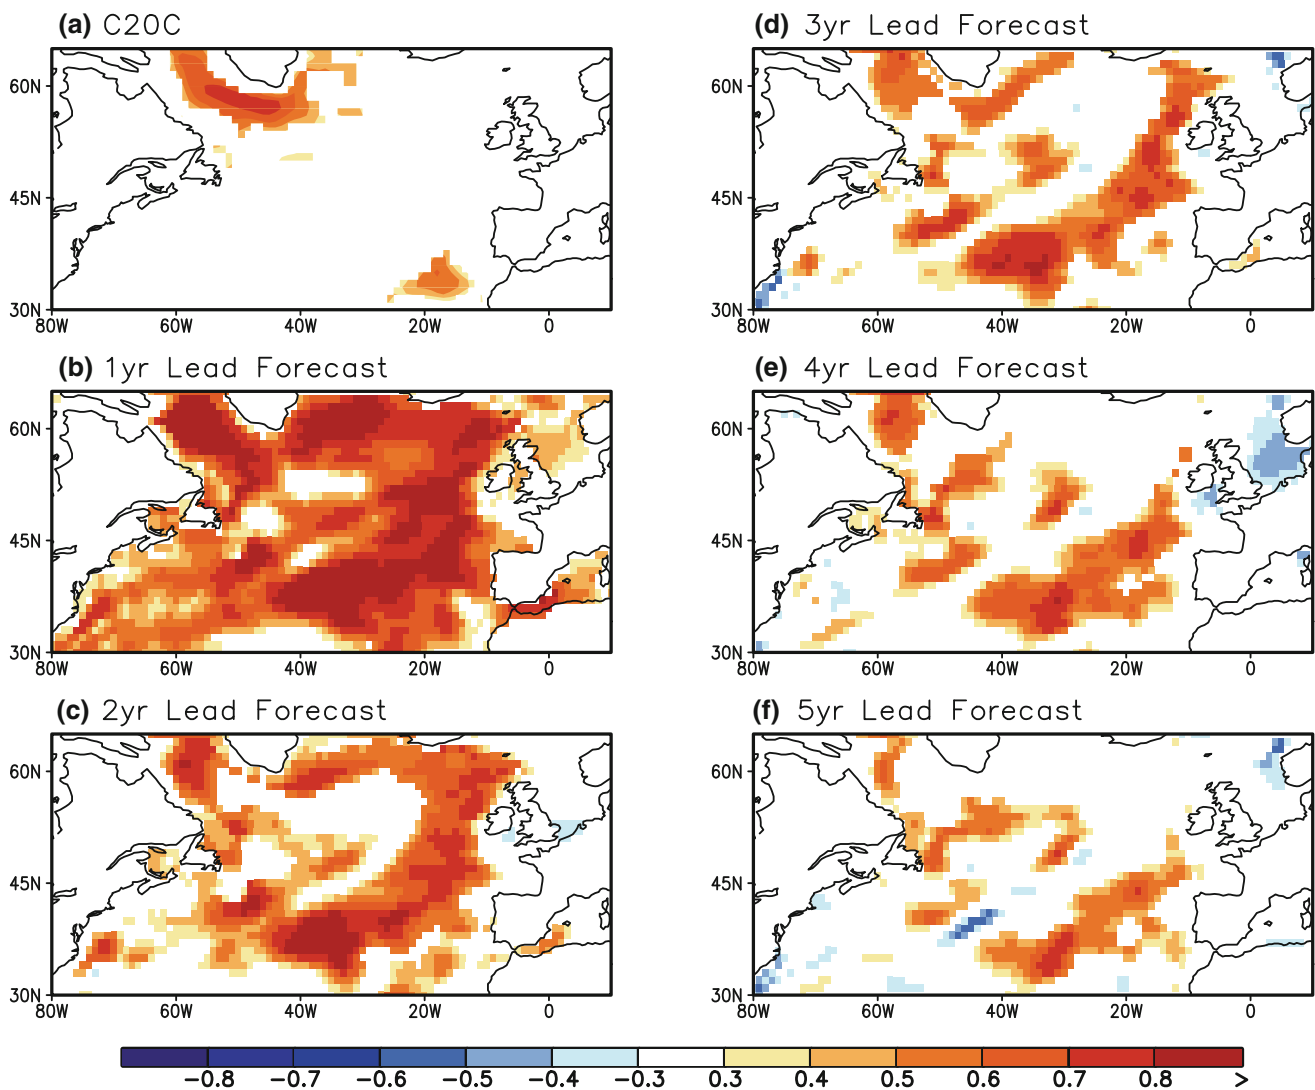 (a) C20C
60N
45N
30N
80W 60W 40W 20W 0
(b) 1yr Lead Forecast
60N
45N
30N
80W 60W 40W 20W 0
(c) 2yr Lead Forecast
60N
45N
30N
80W 60W 40W 20W 0
(d) 3yr Lead Forecast
60N
45N
30N
80W 60W 40W 20W 0
(e) 4yr Lead Forecast
60N
45N
30N
80W 60W 40W 20W 0
(f) 5yr Lead Forecast
60N
45N
30N
80W 60W 40W 20W 0
−0.8 −0.7 −0.6 −0.5 −0.4 −0.3 0.3 0.4 0.5 0.6 0.7 0.8 >